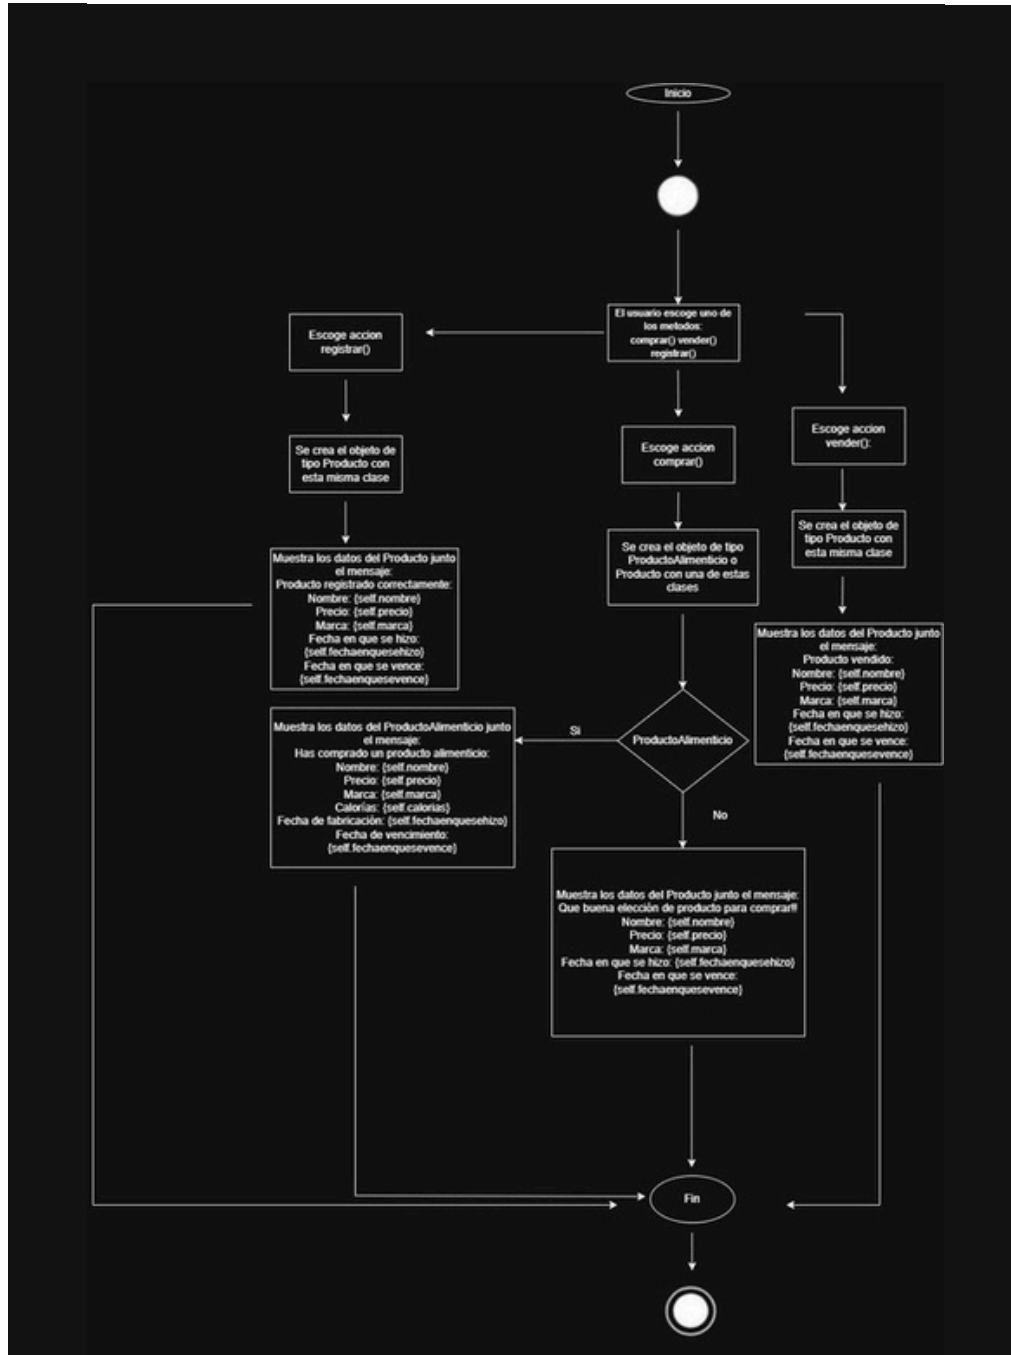 Inicio
El usuario escoge uno de
los metodos:
comprar() vender()
registrar()
Escoge accion
registrar()
Se crea el objeto de
tipo Producto con
esta misma clase
Muestra los datos del Producto junto
el mensaje:
Producto registrado correctamente:
Nombre: {self.nombre}
Precio: {self.precio}
Marca: {self.marca}
Fecha en que se hizo:
{self.fechaenquesehizo}
Fecha en que se vence:
{self.fechaenquesevence}
Escoge accion
comprar()
Se crea el objeto de tipo
ProductoAlimenticio o
Producto con una de estas
clases
ProductoAlimenticio
Si
Muestra los datos del ProductoAlimenticio junto
el mensaje:
Has comprado un producto alimenticio:
Nombre: {self.nombre}
Precio: {self.precio}
Marca: {self.marca}
Calorías: {self.calorias}
Fecha de fabricación: {self.fechaenquesehizo}
Fecha de vencimiento:
{self.fechaenquesevence}
No
Muestra los datos del Producto junto el mensaje:
Que buena elección de producto para comprar!!!
Nombre: {self.nombre}
Precio: {self.precio}
Marca: {self.marca}
Fecha en que se hizo: {self.fechaenquesehizo}
Fecha en que se vence:
{self.fechaenquesevence}
Escoge accion
vender():
Se crea el objeto de
tipo Producto con
esta misma clase
Muestra los datos del Producto junto
el mensaje:
Producto vendido:
Nombre: {self.nombre}
Precio: {self.precio}
Marca: {self.marca}
Fecha en que se hizo:
{self.fechaenquesehizo}
Fecha en que se vence:
{self.fechaenquesevence}
Fin